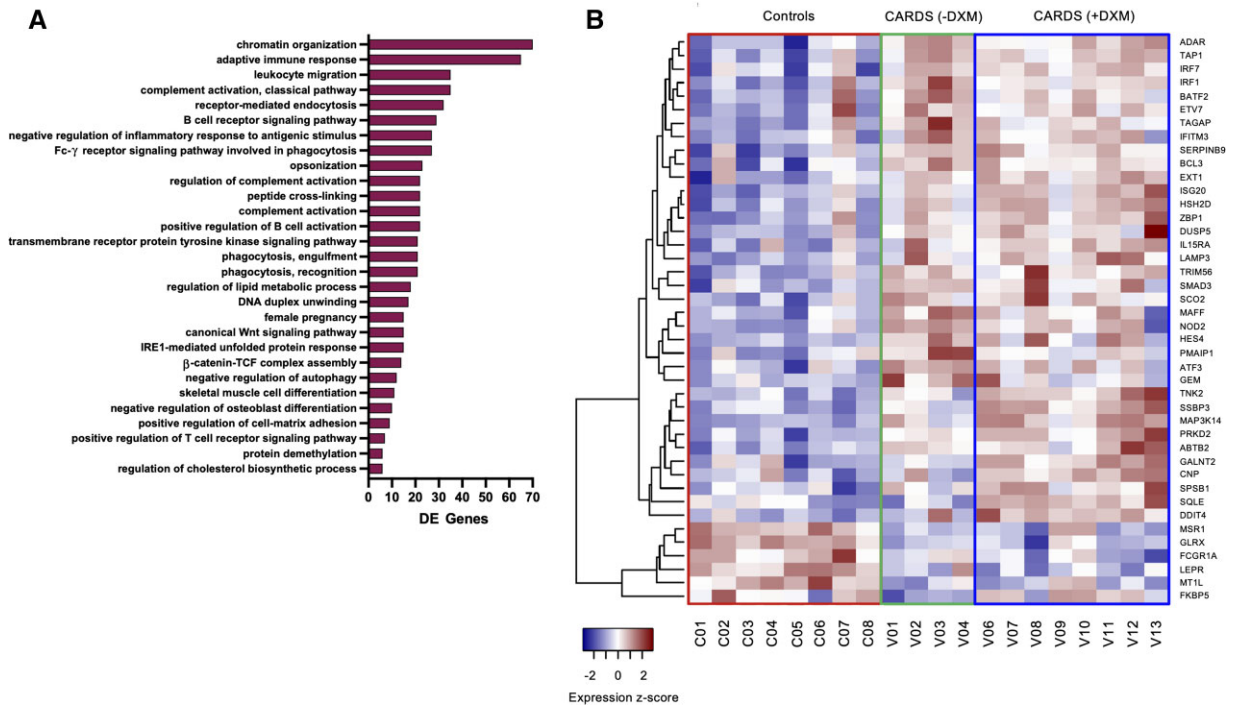 A
chromatin organization
adaptive immune response
leukocyte migration
complement activation, classical pathway
receptor-mediated endocytosis
B cell receptor signaling pathway
negative regulation of inflammatory response to antigenic stimulus
Fc-γ receptor signaling pathway involved in phagocytosis
opsonization
regulation of complement activation
peptide cross-linking
complement activation
positive regulation of B cell activation
transmembrane receptor protein tyrosine kinase signaling pathway
phagocytosis, engulfment
phagocytosis, recognition
regulation of lipid metabolic process
DNA duplex unwinding
female pregnancy
canonical Wnt signaling pathway
IRE1-mediated unfolded protein response
β-catenin-TCF complex assembly
negative regulation of autophagy
skeletal muscle cell differentiation
negative regulation of osteoblast differentiation
positive regulation of cell-matrix adhesion
positive regulation of T cell receptor signaling pathway
protein demethylation
regulation of cholesterol biosynthetic process
0 10 20 30 40 50 60 70
DE Genes
B
Controls CARDS (-DXM) CARDS (+DXM)
ADAR
TAP1
IRF7
IRF1
BATF2
ETV7
TAGAP
IFITM3
SERPINB9
BCL3
EXT1
ISG20
HSH2D
ZBP1
DUSP5
IL15RA
LAMP3
TRIM56
SMAD3
SCO2
MAFF
NOD2
HES4
PMAIP1
ATF3
GEM
TNK2
SSBP3
MAP3K14
PRKD2
ABTB2
GALNT2
CNP
SPSB1
SQLE
DDIT4
MSR1
GLRX
FCGR1A
LEPR
MT1L
FKBP5
C01 C02 C03 C04 C05 C06 C07 C08 V01 V02 V03 V04 V06 V07 V08 V09 V10 V11 V12 V13
-2 0 2
Expression z-score